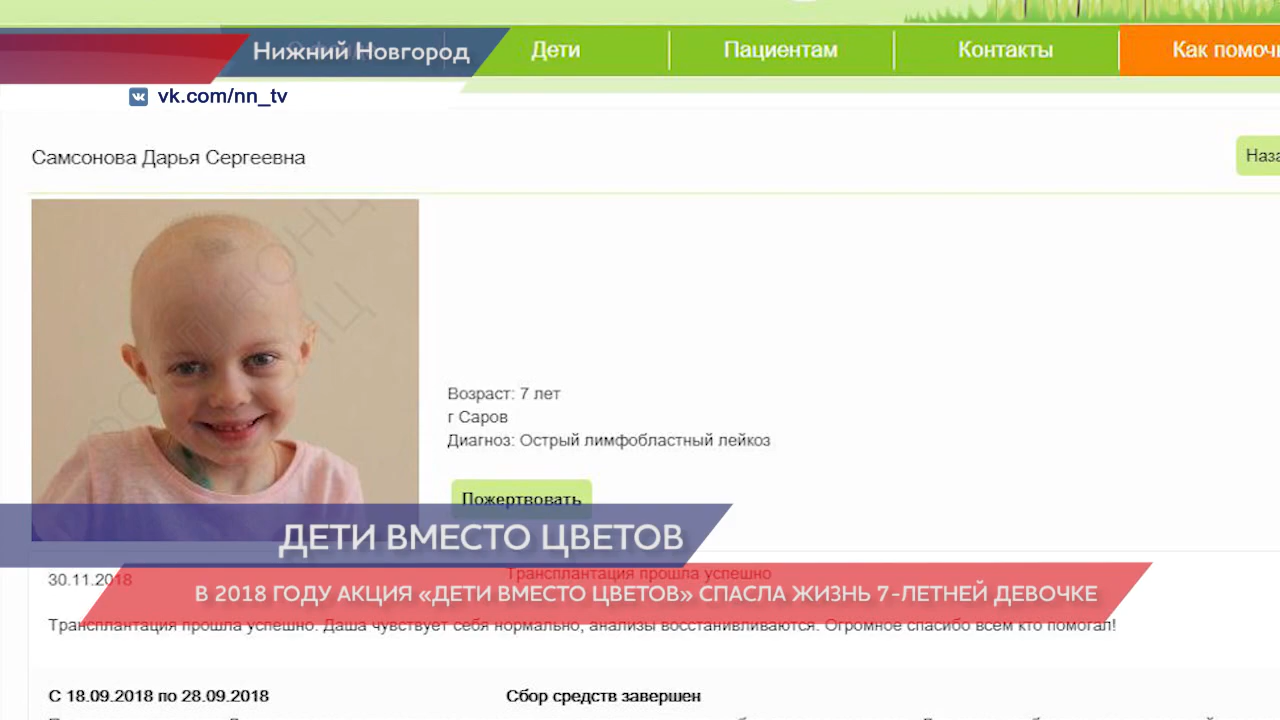 Нижний Новгород
Дети
Пациентам
Контакты
Как помочь
vk.com/nn_tv
Самсонова Дарья Сергеевна
Возраст: 7 лет
г Саров
Диагноз: Острый лимфобластный лейкоз
Пожертвовать
ДЕТИ ВМЕСТО ЦВЕТОВ
30.11.2018
Трансплантация прошла успешно
В 2018 ГОДУ АКЦИЯ «ДЕТИ ВМЕСТО ЦВЕТОВ» СПАСЛА ЖИЗНЬ 7-ЛЕТНЕЙ ДЕВОЧКЕ
Трансплантация прошла успешно. Даша чувствует себя нормально, анализы восстанавливаются. Огромное спасибо всем кто помогал!
С 18.09.2018 по 28.09.2018
Сбор средств завершен